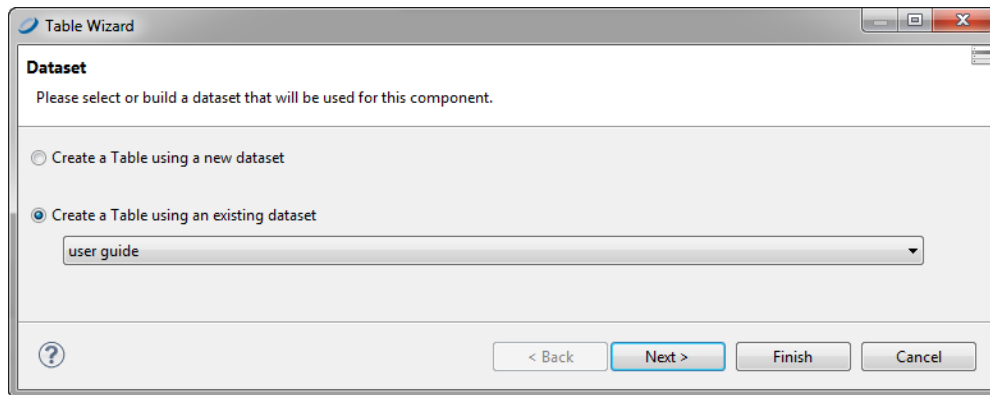 Table Wizard
Dataset
Please select or build a dataset that will be used for this component.
Create a Table using a new dataset
Create a Table using an existing dataset
user guide
?
< Back Next > Finish Cancel